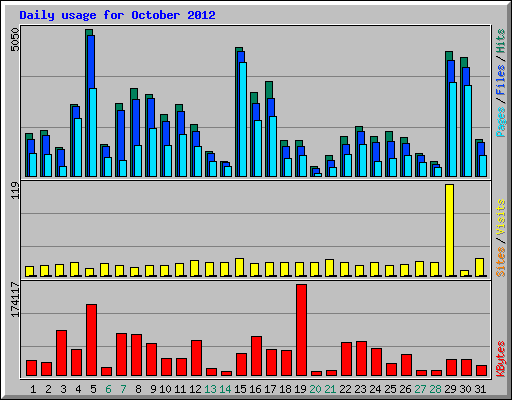 Daily usage for October 2012
5050
Pages / Files / Hits
119
Sites / Visits
174117
KBytes
1 2 3 4 5 6 7 8 9 10 11 12 13 14 15 16 17 18 19 20 21 22 23 24 25 26 27 28 29 30 31